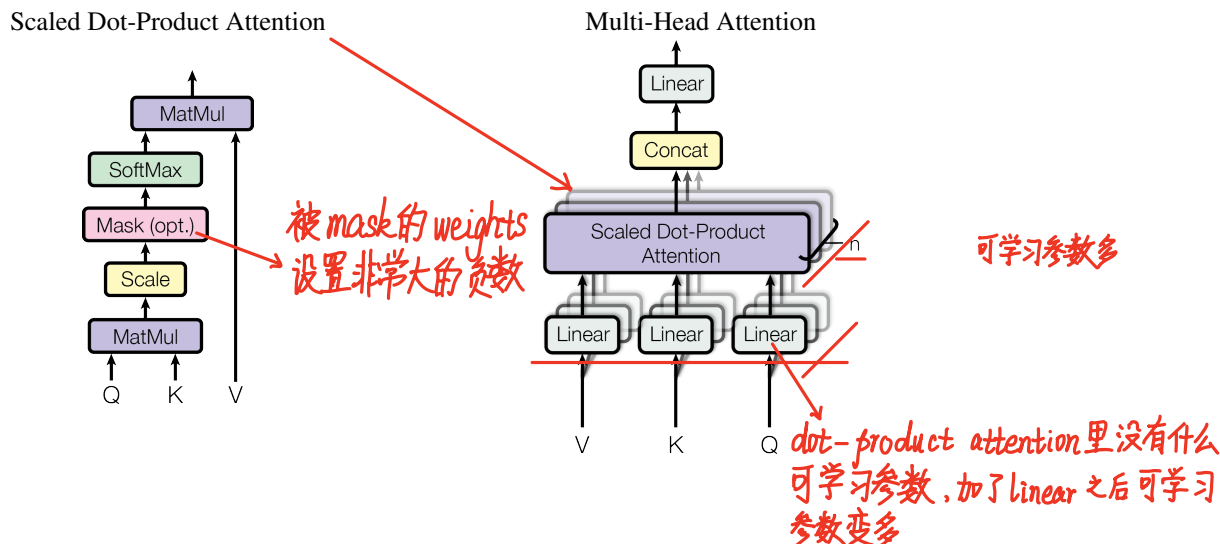 Scaled Dot-Product Attention
Multi-Head Attention
MatMul
SoftMax
Mask (opt.)
Scale
MatMul
Q K V
被mask的weights
设置非常大的负数
Linear
Concat
Scaled Dot-Product
Attention
h
Linear Linear Linear
V K Q
可学习参数多
dot-product attention里没有什么
可学习参数,加了linear之后可学习
参数变多